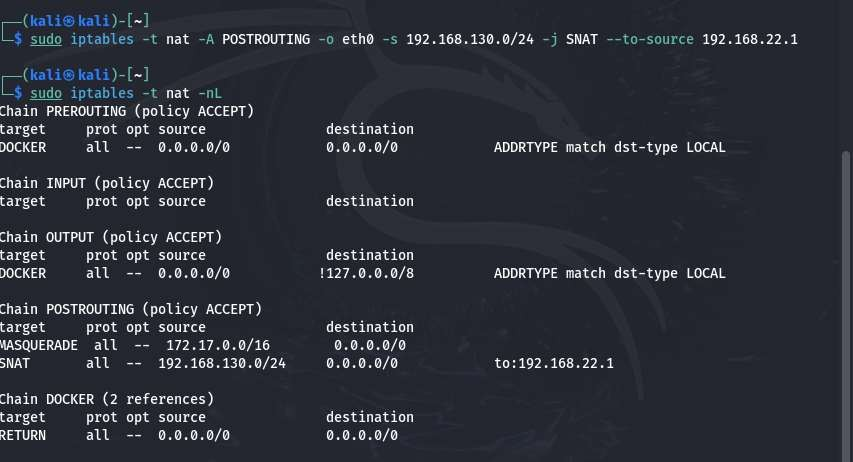 ┌──(kali㉿kali)-[~]
└─$ sudo iptables -t nat -A POSTROUTING -o eth0 -s 192.168.130.0/24 -j SNAT --to-source 192.168.22.1
┌──(kali㉿kali)-[~]
└─$ sudo iptables -t nat -nL
Chain PREROUTING (policy ACCEPT)
target     prot opt source               destination
DOCKER     all  --  0.0.0.0/0            0.0.0.0/0            ADDRTYPE match dst-type LOCAL
Chain INPUT (policy ACCEPT)
target     prot opt source               destination
Chain OUTPUT (policy ACCEPT)
target     prot opt source               destination
DOCKER     all  --  0.0.0.0/0           !127.0.0.0/8          ADDRTYPE match dst-type LOCAL
Chain POSTROUTING (policy ACCEPT)
target     prot opt source               destination
MASQUERADE  all  --  172.17.0.0/16        0.0.0.0/0
SNAT       all  --  192.168.130.0/24     0.0.0.0/0            to:192.168.22.1
Chain DOCKER (2 references)
target     prot opt source               destination
RETURN     all  --  0.0.0.0/0            0.0.0.0/0